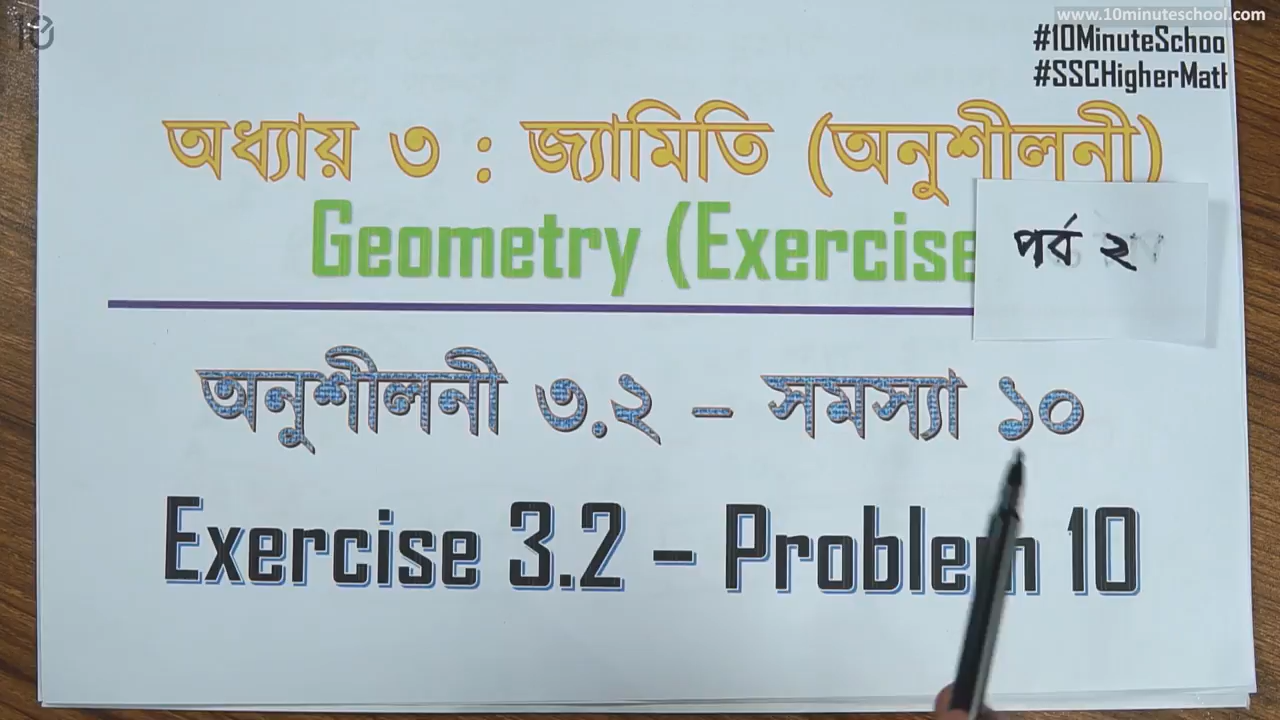 10
www.10minuteschool.com
#10MinuteSchoo
#SSCHigherMat
অধ্যায় ৩ : জ্যামিতি (অনুশীলনী)
Geometry (Exercise
পর্ব ২
অনুশীলনী ৩.২ – সমস্যা ১০
Exercise 3.2 – Problem 10